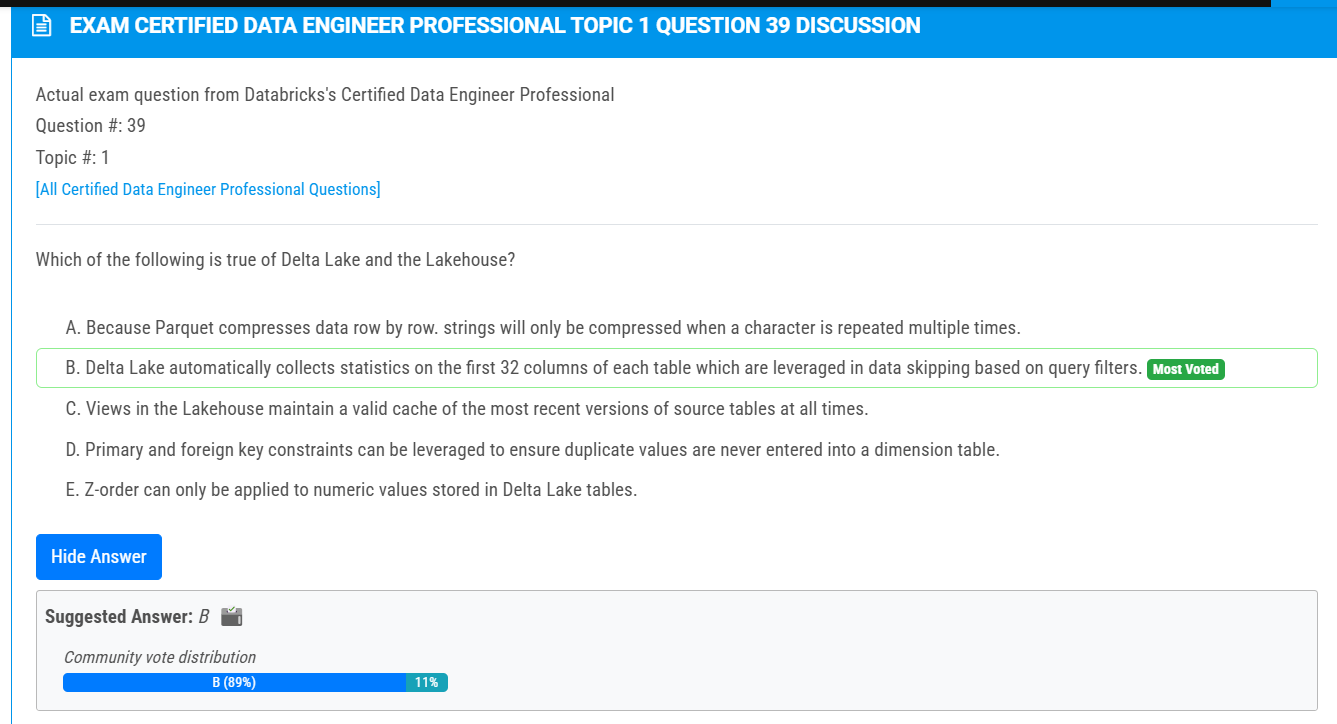 EXAM CERTIFIED DATA ENGINEER PROFESSIONAL TOPIC 1 QUESTION 39 DISCUSSION
Actual exam question from Databricks's Certified Data Engineer Professional
Question #: 39
Topic #: 1
[All Certified Data Engineer Professional Questions]
Which of the following is true of Delta Lake and the Lakehouse?
A. Because Parquet compresses data row by row. strings will only be compressed when a character is repeated multiple times.
B. Delta Lake automatically collects statistics on the first 32 columns of each table which are leveraged in data skipping based on query filters. Most Voted
C. Views in the Lakehouse maintain a valid cache of the most recent versions of source tables at all times.
D. Primary and foreign key constraints can be leveraged to ensure duplicate values are never entered into a dimension table.
E. Z-order can only be applied to numeric values stored in Delta Lake tables.
Hide Answer
Suggested Answer: B
Community vote distribution
B (89%) 11%